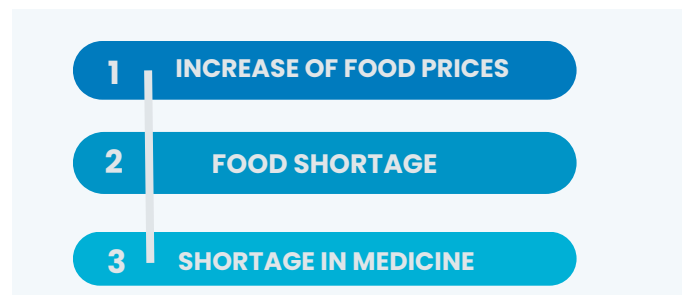 1 INCREASE OF FOOD PRICES
2 FOOD SHORTAGE
3 SHORTAGE IN MEDICINE